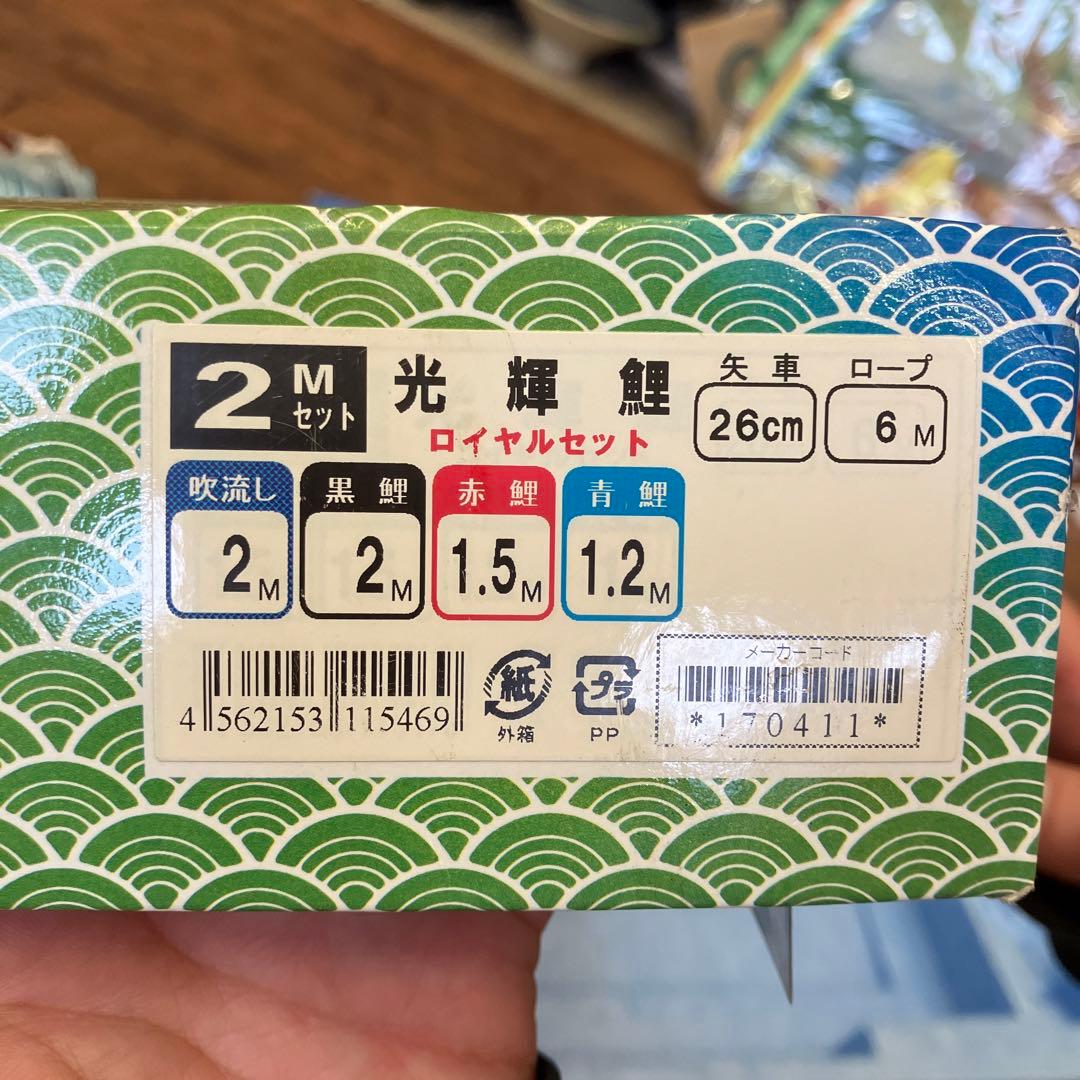 2 Mセット
光輝鯉
ロイヤルセット
矢車
26cm
ロープ
6 M
吹流し
2 M
黒鯉
2 M
赤鯉
1.5 M
青鯉
1.2 M
4 562153 115469
紙
外箱
プラ
PP
メーカーコード
*170411*